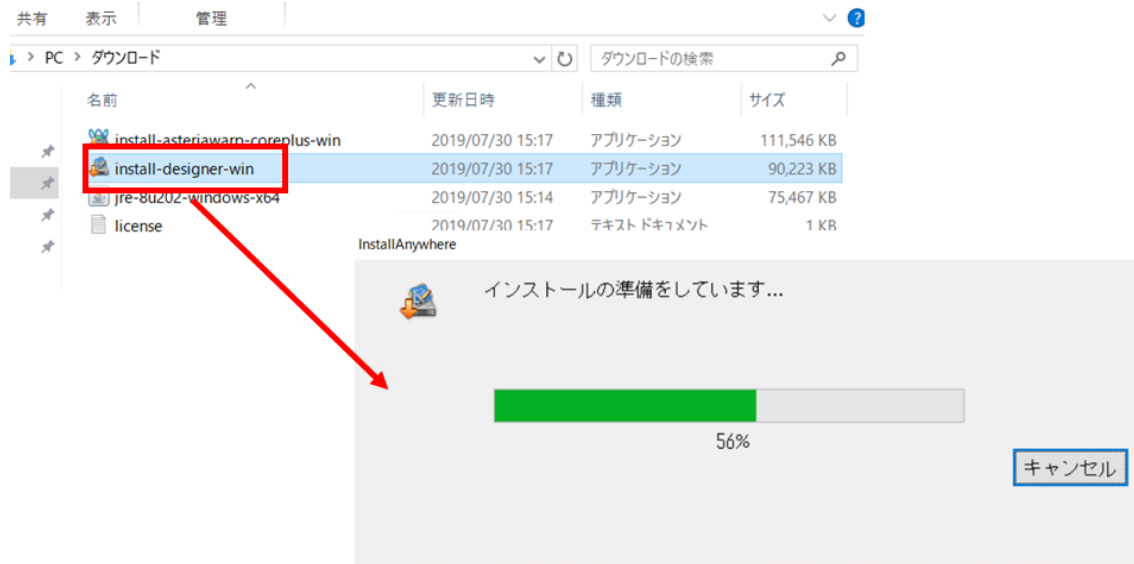 共有 表示 管理
PC > ダウンロード ダウンロードの検索
名前 更新日時 種類 サイズ
install-asteriawarp-coreplus-win 2019/07/30 15:17 アプリケーション 111,546 KB
install-designer-win 2019/07/30 15:17 アプリケーション 90,223 KB
jre-8u202-windows-x64 2019/07/30 15:14 アプリケーション 75,467 KB
license 2019/07/30 15:17 テキスト ドキュメント 1 KB
InstallAnywhere
インストールの準備をしています...
56%
キャンセル